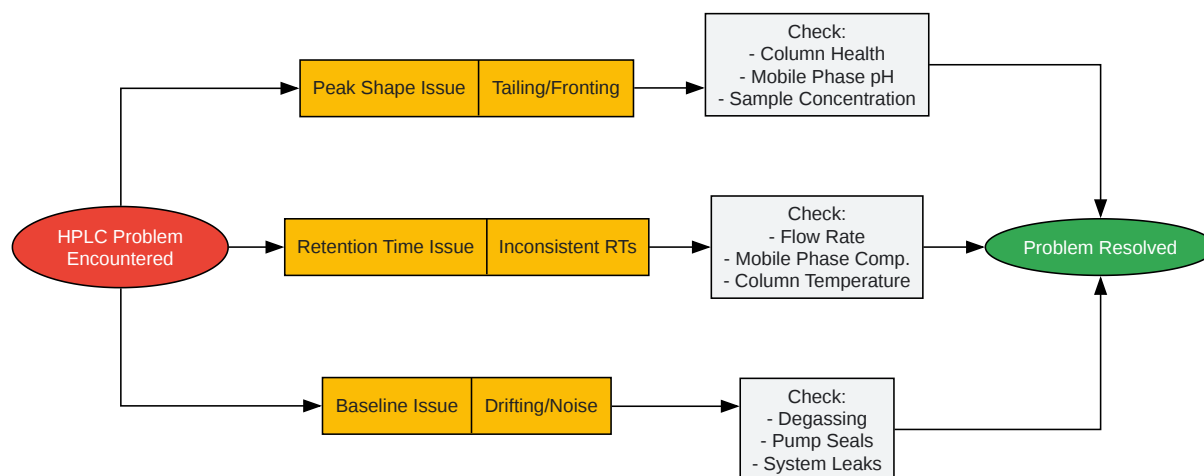 HPLC Problem
Encountered
Peak Shape Issue
Tailing/Fronting
Check:
- Column Health
- Mobile Phase pH
- Sample Concentration
Retention Time Issue
Inconsistent RTs
Check:
- Flow Rate
- Mobile Phase Comp.
- Column Temperature
Baseline Issue
Drifting/Noise
Check:
- Degassing
- Pump Seals
- System Leaks
Problem Resolved